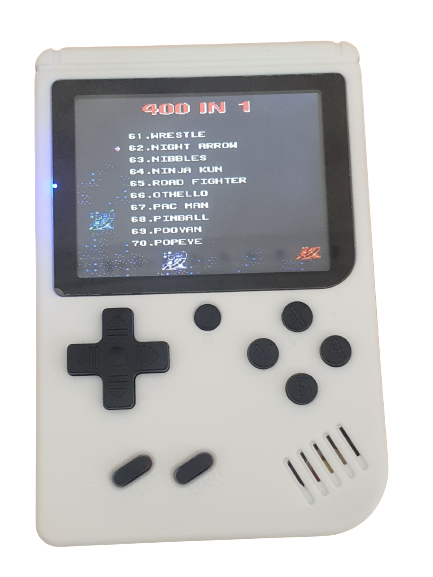 400 IN 1
61.WRESTLE
62.NIGHT ARROW
63.NIBBLES
64.NINJA KUN
65.ROAD FIGHTER
66.OTHELLO
67.PAC MAN
68.PINBALL
69.POOYAN
70.POPEYE